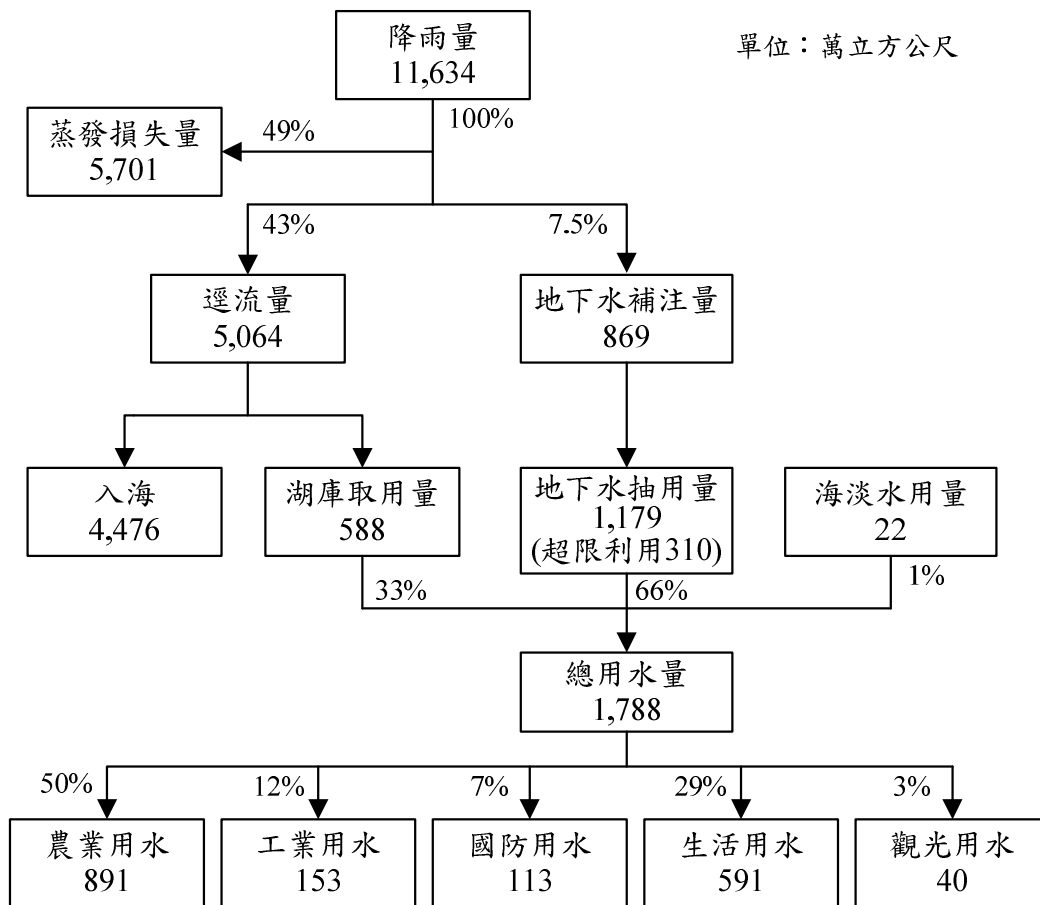 降雨量
11,634
單位：萬立方公尺
100%
49%
蒸發損失量
5,701
43%
7.5%
逕流量
5,064
地下水補注量
869
入海
4,476
湖庫取用量
588
地下水抽用量
1,179
(超限利用310)
海淡水用量
22
33%
66%
1%
總用水量
1,788
50%
12%
7%
29%
3%
農業用水
891
工業用水
153
國防用水
113
生活用水
591
觀光用水
40